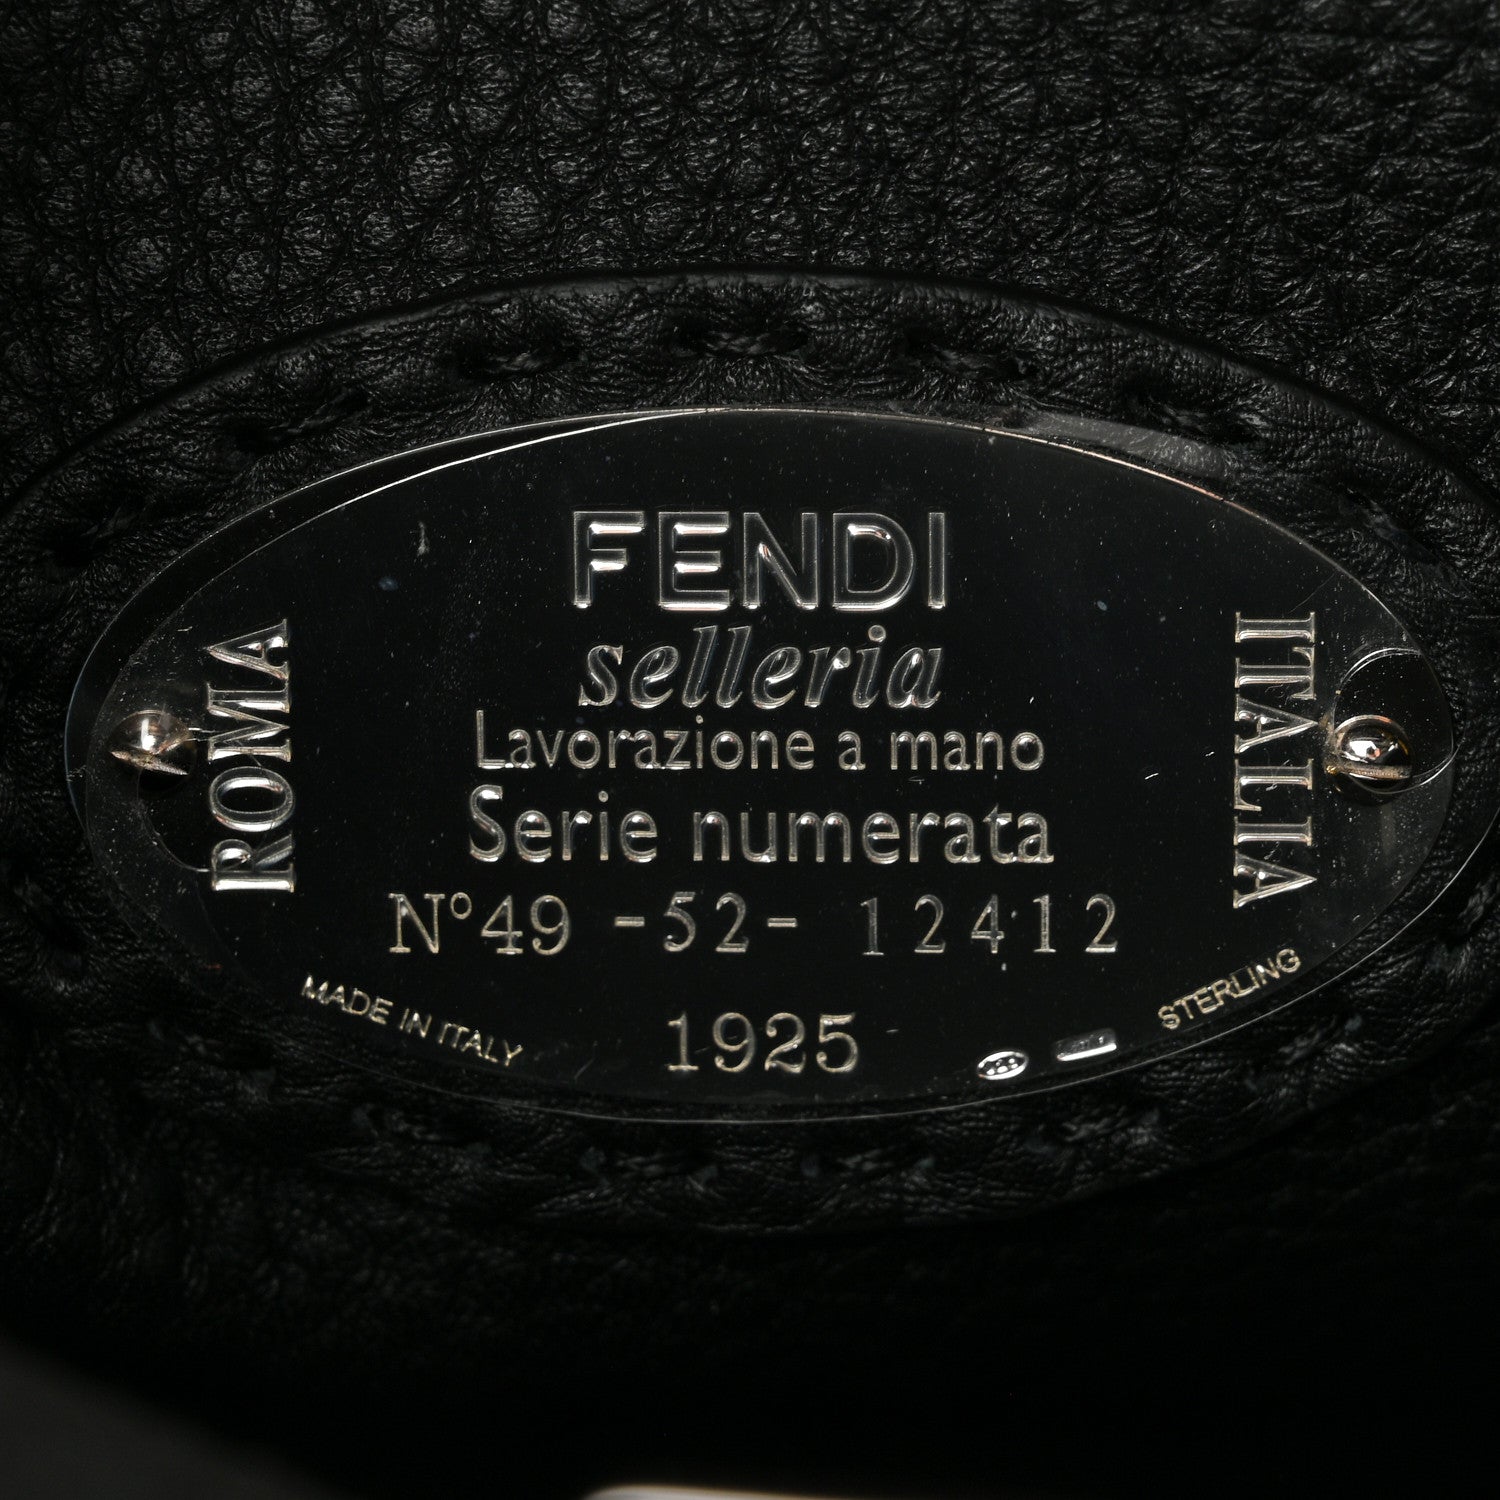 FENDI
selleria
Lavorazione a mano
Serie numerata
N°49 -52- 12412
1925
ROMA
ITALIA
MADE IN ITALY
STERLING